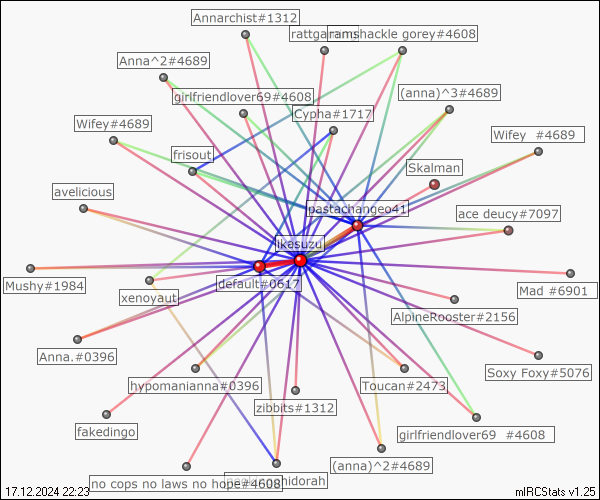 Annarchist#1312
rattga
ramshackle gorey#4608
Anna^2#4689
girlfriendlover69#4608
(anna)^3#4689
Cypha#1717
Wifey#4689
Wifey #4689
frisout
Skalman
avelicious
pastachangeo41
ace deucy#7097
ikasuzu
default#0617
Mushy#1984
xenoyaut
Mad #6901
AlpineRooster#2156
Anna.#0396
Soxy Foxy#5076
hypomanianna#0396
Toucan#2473
zibbits#1312
fakedingo
girlfriendlover69 #4608
(anna)^2#4689
no cops no laws no hope#4608
hidorah
17.12.2024 22:23
mIRCStats v1.25